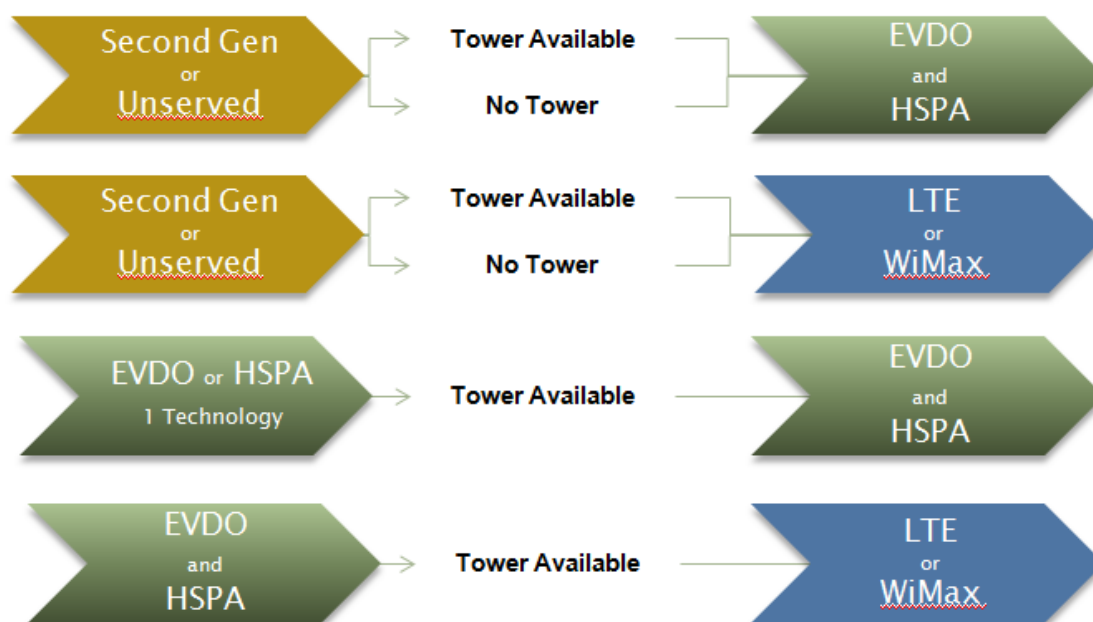 Second Gen
or
Unserved
Tower Available
No Tower
EVDO
and
HSPA
Second Gen
or
Unserved
Tower Available
No Tower
LTE
or
WiMax
EVDO or HSPA
1 Technology
Tower Available
EVDO
and
HSPA
EVDO
and
HSPA
Tower Available
LTE
or
WiMax